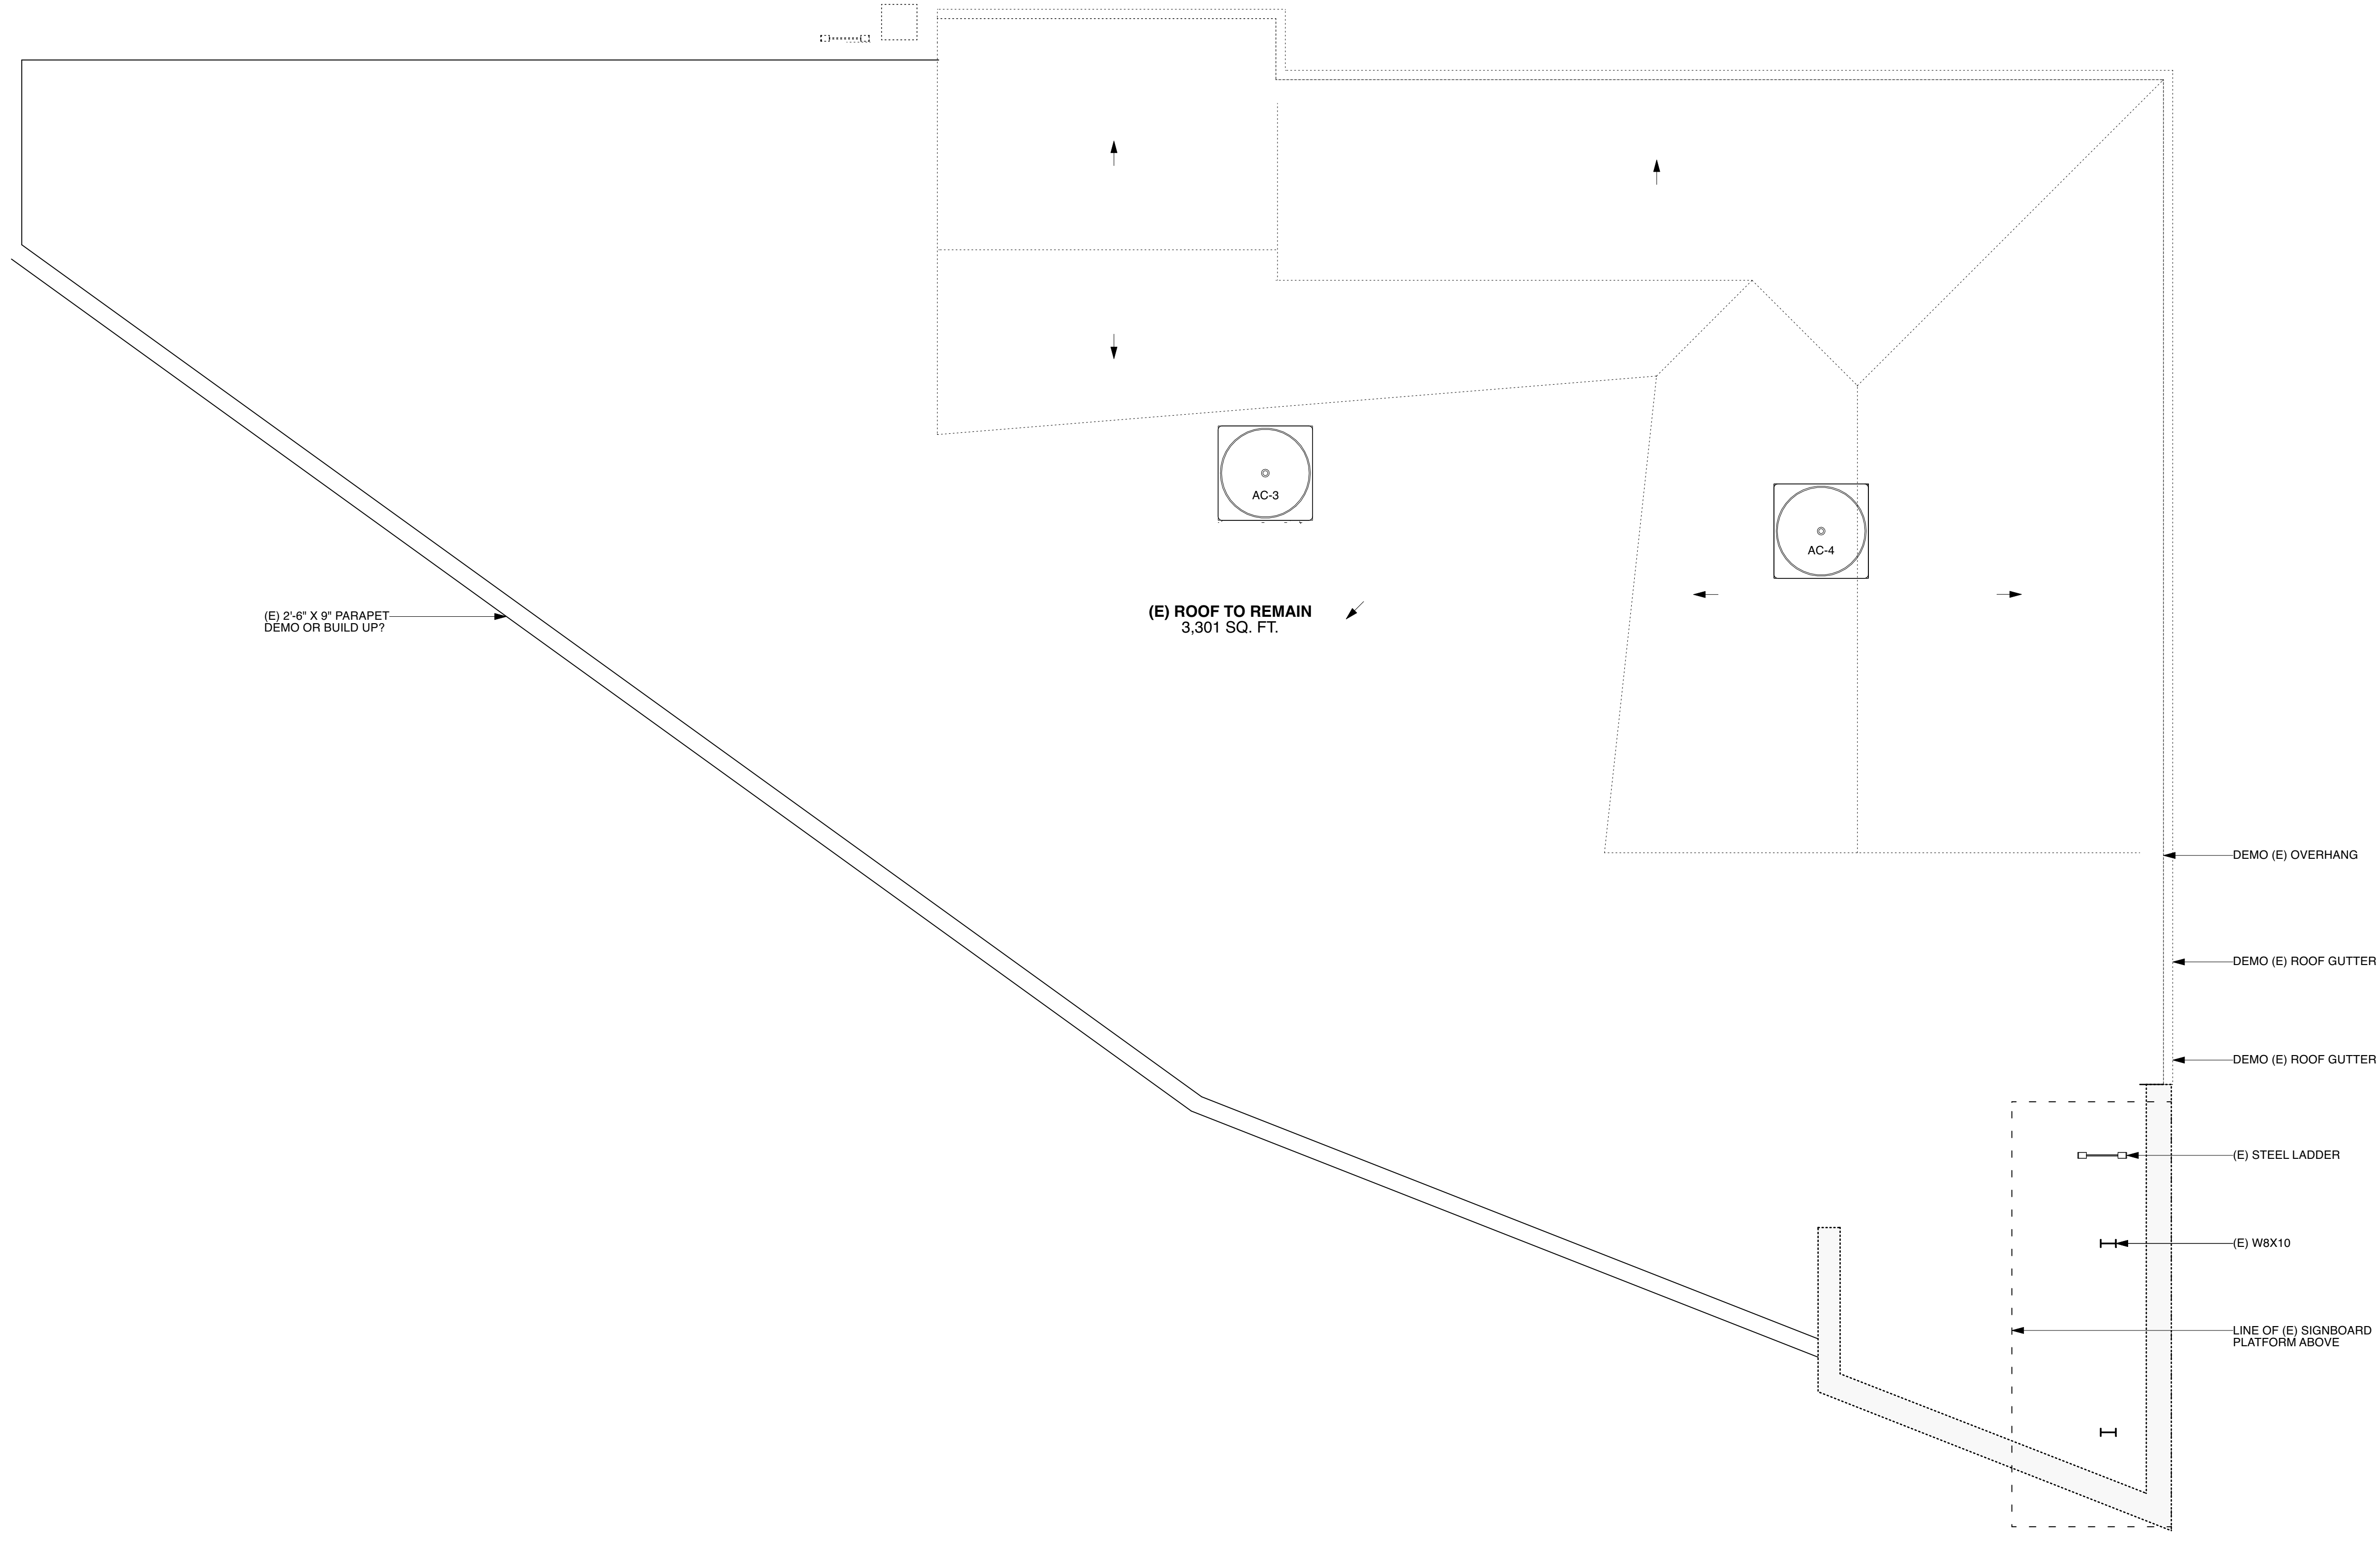 AC-3
AC-4
(E) 2'-6" X 9" PARAPET
DEMO OR BUILD UP?
(E) ROOF TO REMAIN
3,301 SQ. FT.
DEMO (E) OVERHANG
DEMO (E) ROOF GUTTER
DEMO (E) ROOF GUTTER
(E) STEEL LADDER
(E) W8X10
LINE OF (E) SIGNBOARD
PLATFORM ABOVE